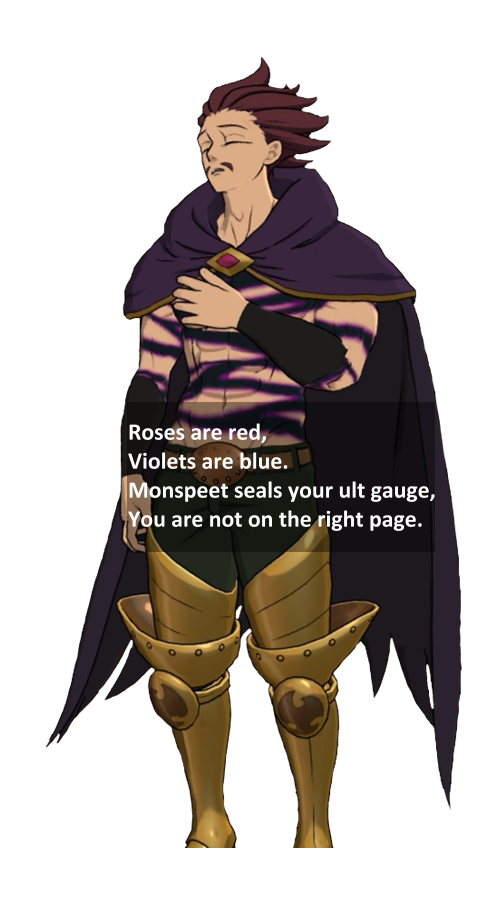 Roses are red,
Violets are blue.
Monspeet seals your ult gauge,
You are not on the right page.